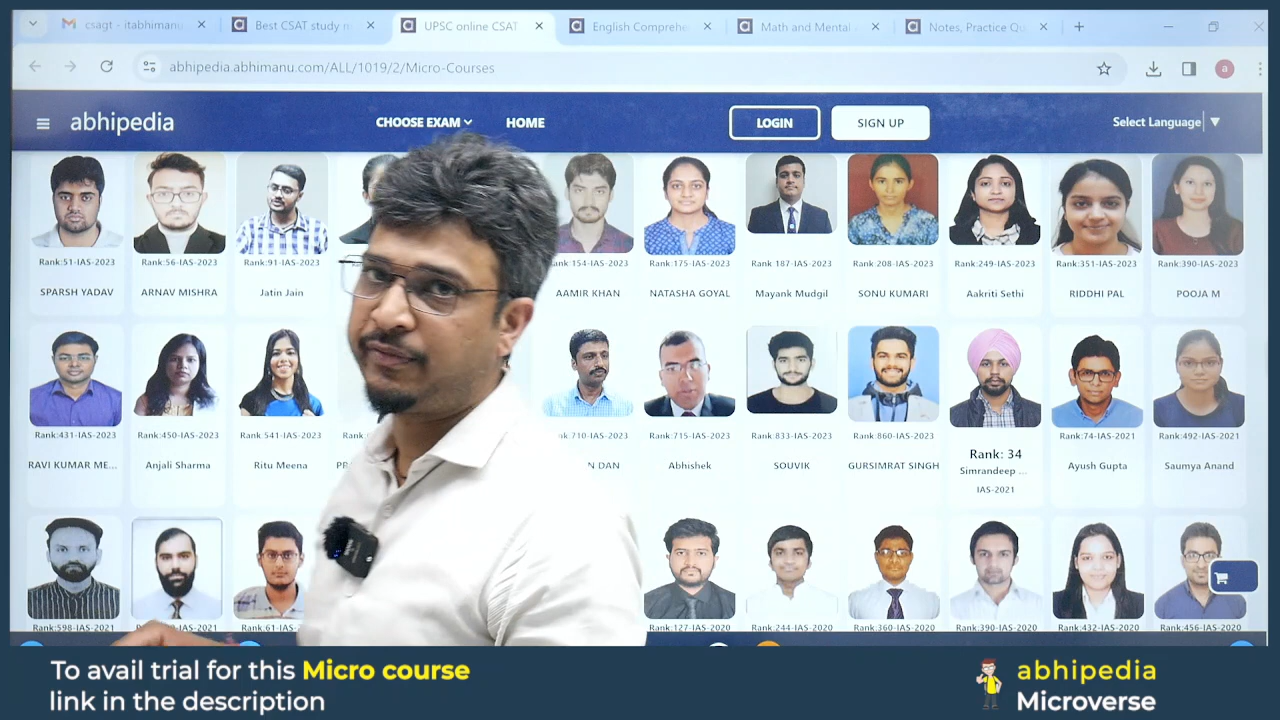 csagt - itabhimanu
Best CSAT study m
UPSC online CSAT
English Comprehe
Math and Mental
Notes, Practice Qu
abhipedia.abhimanu.com/ALL/1019/2/Micro-Courses
a
abhipedia
CHOOSE EXAM
HOME
LOGIN
SIGN UP
Select Language
Rank:51-IAS-2023
Rank:56-IAS-2023
Rank:91-IAS-2023
Rank:154-IAS-2023
Rank:175-IAS-2023
Rank 187-IAS-2023
Rank 208-IAS-2023
Rank:249-IAS-2023
Rank:351-IAS-2023
Rank:390-IAS-2023
SPARSH YADAV
ARNAV MISHRA
Jatin Jain
AAMIR KHAN
NATASHA GOYAL
Mayank Mudgil
SONU KUMARI
Aakriti Sethi
RIDDHI PAL
POOJA M
Rank:431-IAS-2023
Rank:450-IAS-2023
Rank 541-IAS-2023
:710-IAS-2023
Rank:715-IAS-2023
Rank:833-IAS-2023
Rank 860-IAS-2023
Rank: 34
Rank:74-IAS-2021
Rank:492-IAS-2021
RAVI KUMAR ME...
Anjali Sharma
Ritu Meena
N DAN
Abhishek
SOUVIK
GURSIMRAT SINGH
Simrandeep ...
IAS-2021
Ayush Gupta
Saumya Anand
Rank:598-IAS-2021
Rank:61-IAS
Rank:127-IAS-2020
Rank:244-IAS-2020
Rank:360-IAS-2020
Rank:390-IAS-2020
Rank:432-IAS-2020
Rank:456-IAS-2020
To avail trial for this Micro course
link in the description
abhipedia
Microverse